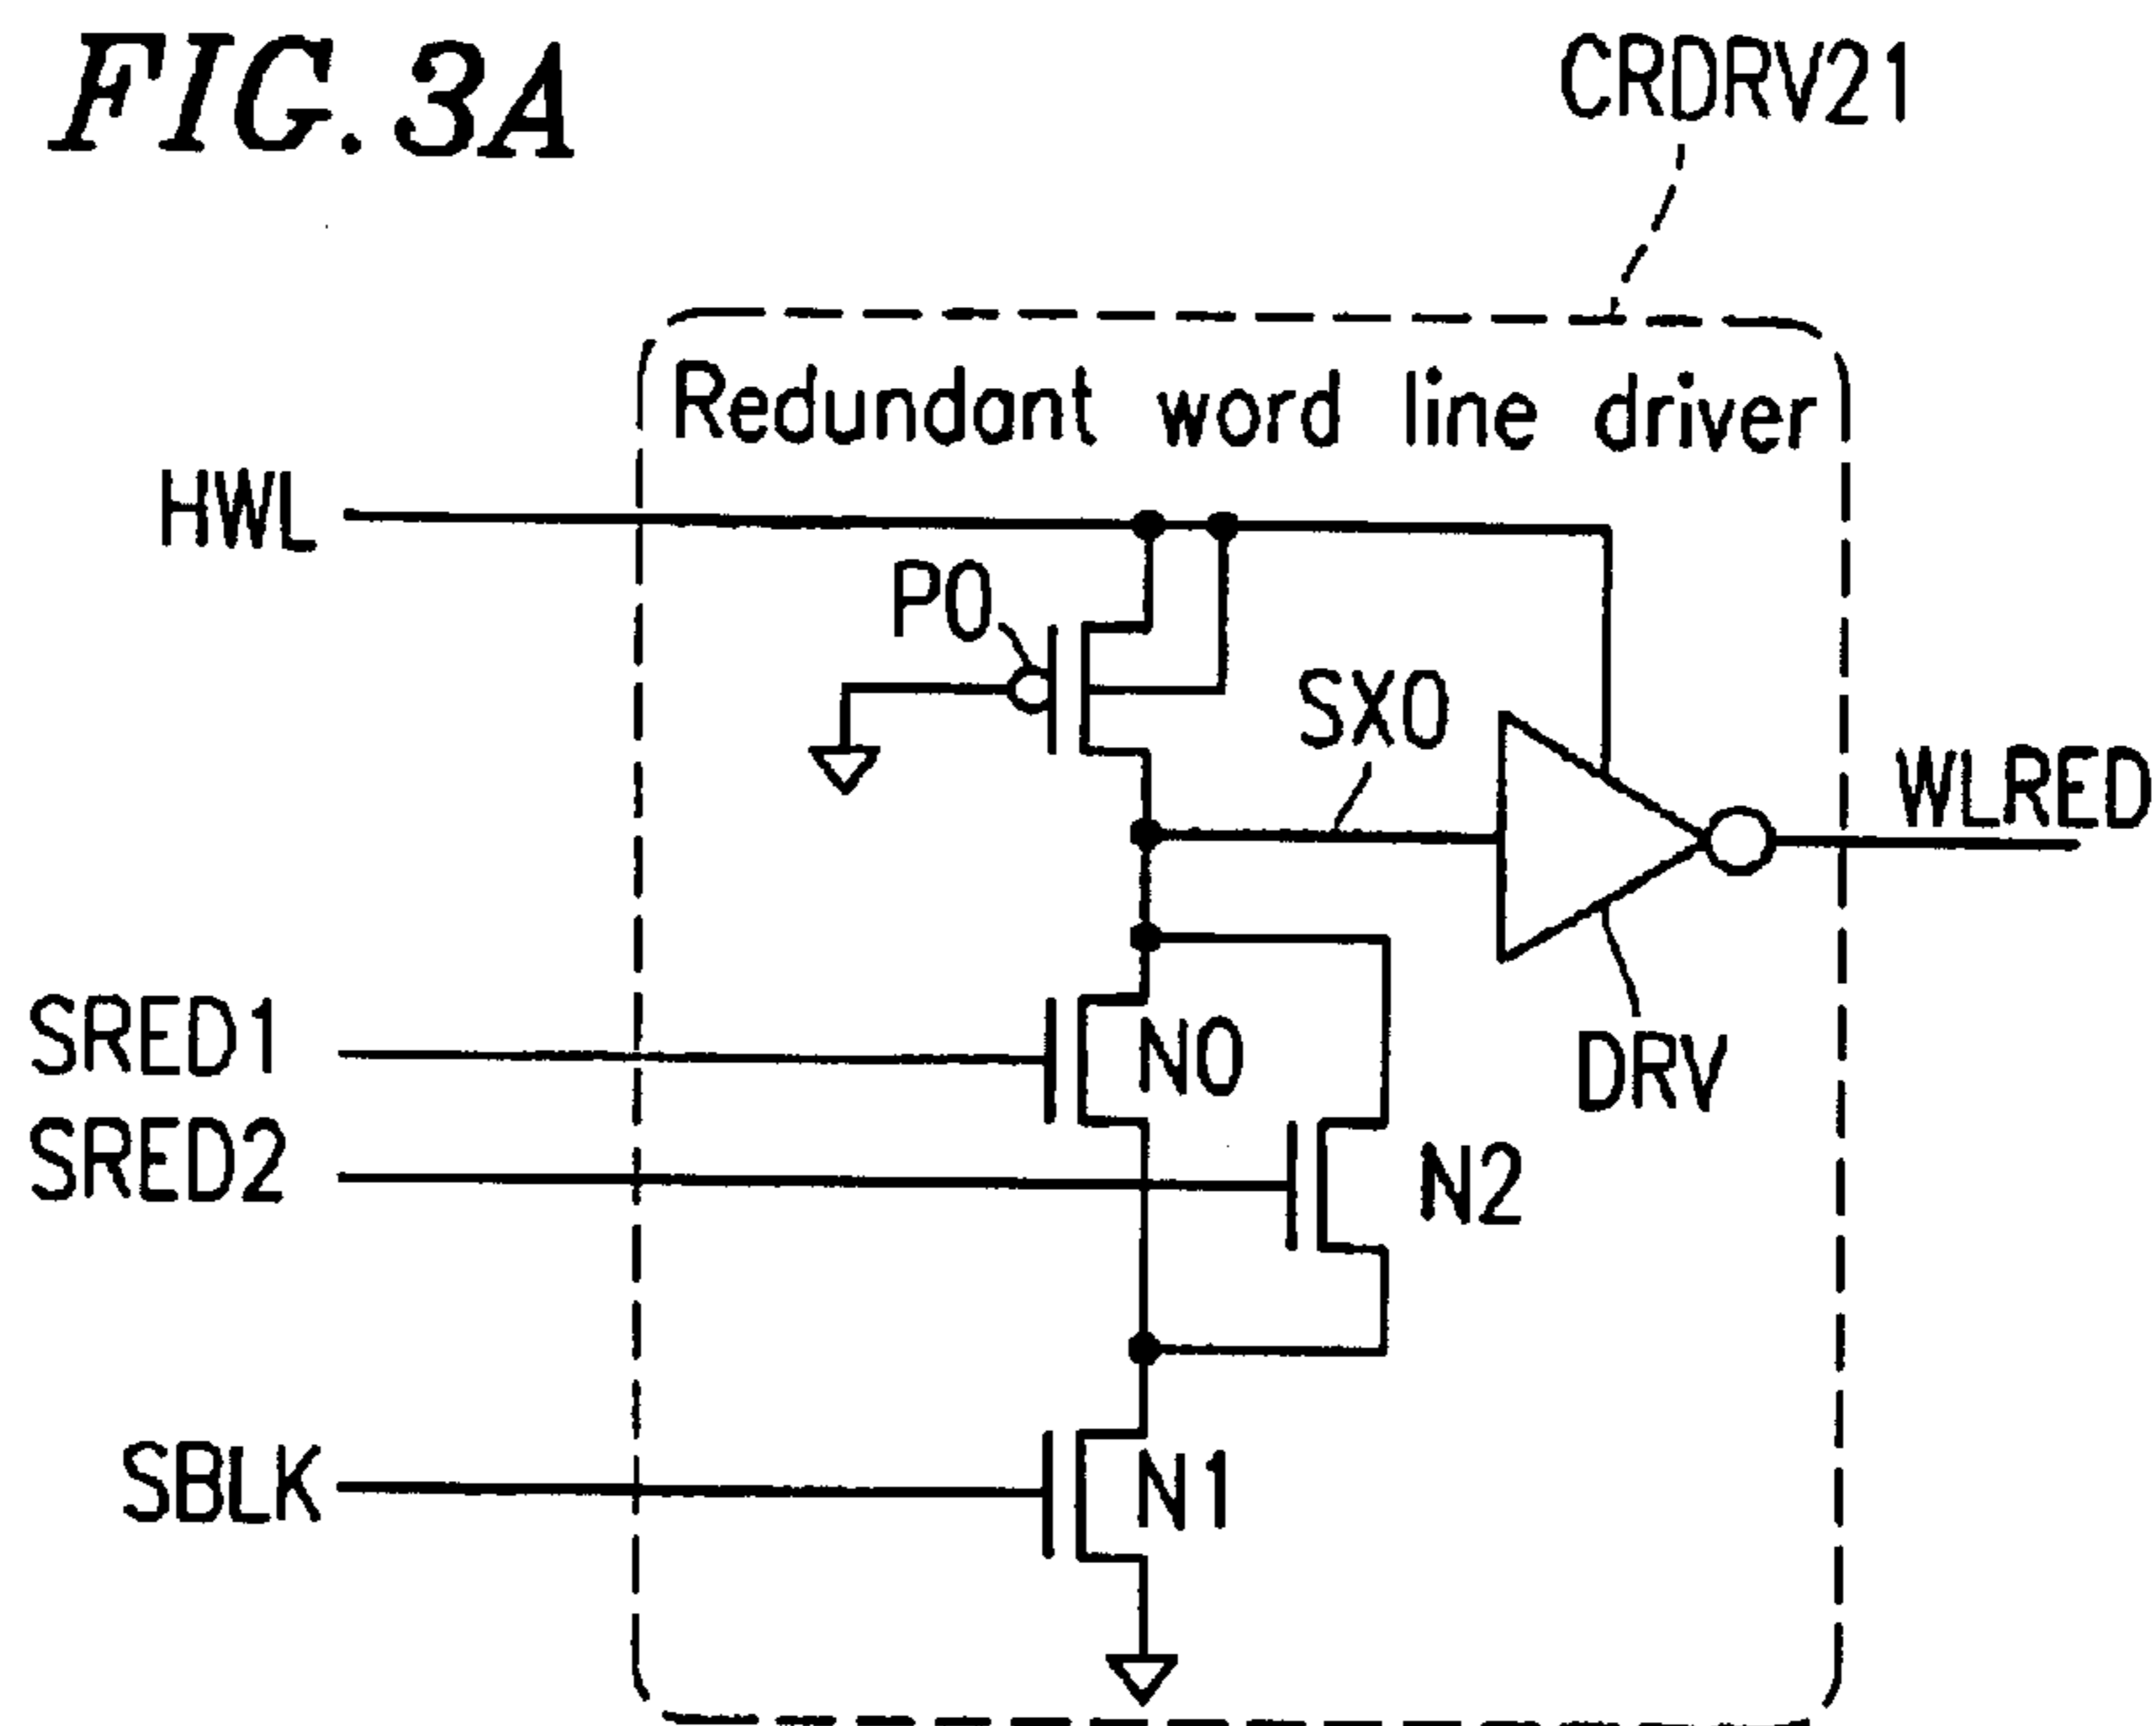 FIG. 3A
CRDRV21
Redundant word line driver
HWL
P0
SX0
WLRED
SRED1
N0
DRV
SRED2
N2
SBLK
N1